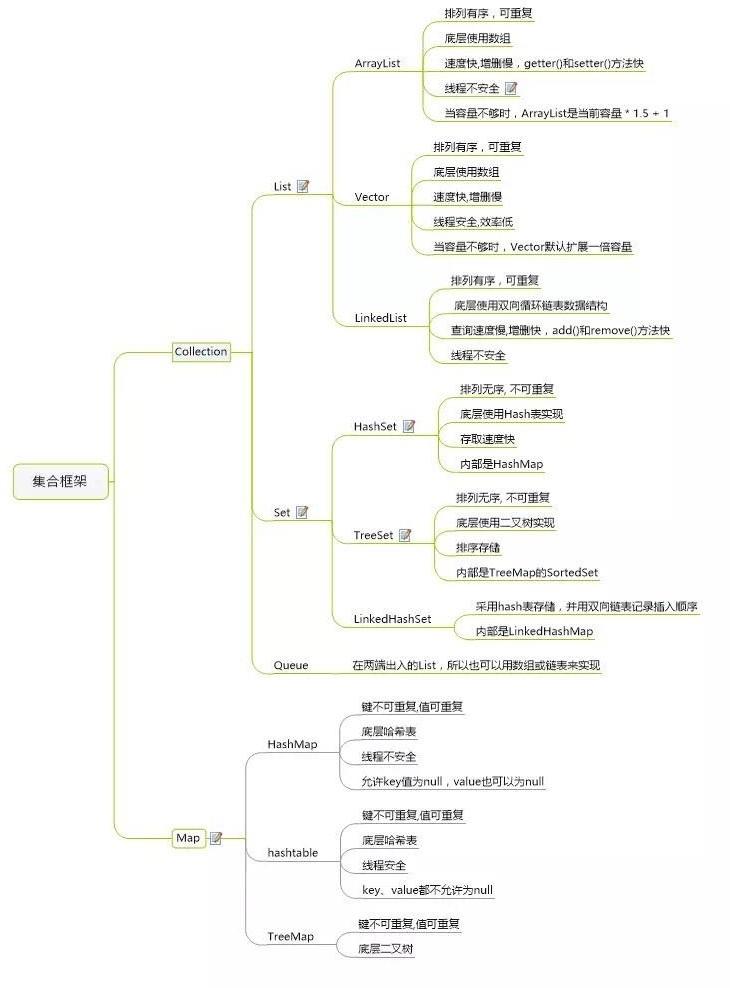 集合框架
Collection
List
ArrayList
排列有序，可重复
底层使用数组
速度快,增删慢，getter()和setter()方法快
线程不安全
当容量不够时，ArrayList是当前容量 * 1.5 + 1
Vector
排列有序，可重复
底层使用数组
速度快,增删慢
线程安全,效率低
当容量不够时，Vector默认扩展一倍容量
LinkedList
排列有序，可重复
底层使用双向循环链表数据结构
查询速度慢,增删快，add()和remove()方法快
线程不安全
Set
HashSet
排列无序, 不可重复
底层使用Hash表实现
存取速度快
内部是HashMap
TreeSet
排列无序, 不可重复
底层使用二叉树实现
排序存储
内部是TreeMap的SortedSet
LinkedHashSet
采用hash表存储，并用双向链表记录插入顺序
内部是LinkedHashMap
Queue
在两端出入的List，所以也可以用数组或链表来实现
Map
HashMap
键不可重复,值可重复
底层哈希表
线程不安全
允许key值为null，value也可以为null
hashtable
键不可重复,值可重复
底层哈希表
线程安全
key、value都不允许为null
TreeMap
键不可重复,值可重复
底层二叉树